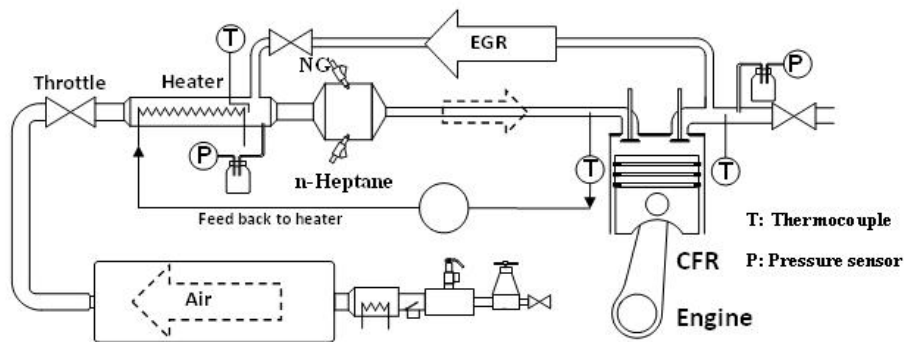 EGR
T
P
NG
Throttle
Heater
P
n-Heptane
T
T
Feed back to heater
T: Thermocouple
CFR
P: Pressure sensor
Air
Engine